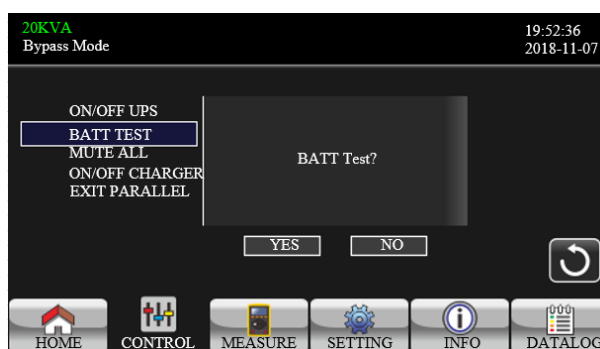 20KVA
Bypass Mode
19:52:36
2018-11-07
ON/OFF UPS
BATT TEST
MUTE ALL
ON/OFF CHARGER
EXIT PARALLEL
BATT Test?
YES NO
HOME CONTROL MEASURE SETTING INFO DATALOG